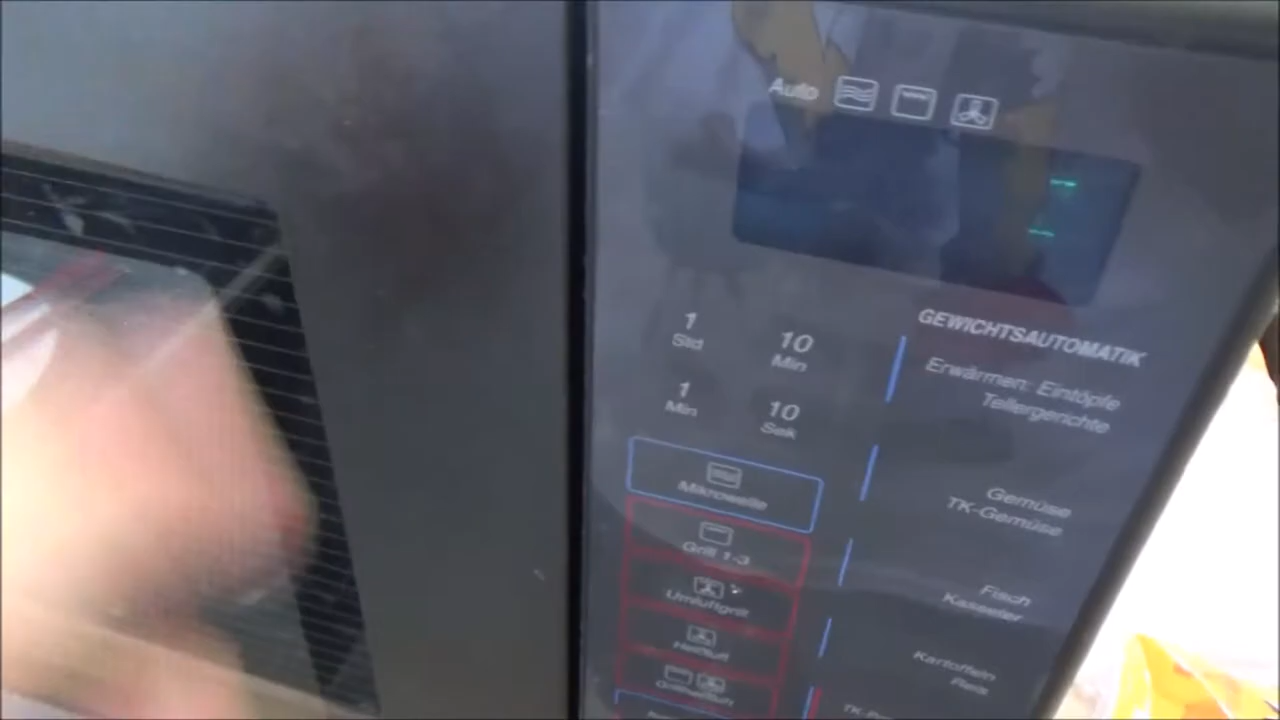 Auto
1
Std
10
Min
1
Min
10
Sek
Mikrowelle
Grill 1-3
Umluftgrill
Heißluft
GEWICHTSAUTOMATIK
Erwärmen: Eintöpfe
Tellergerichte
Gemüse
TK-Gemüse
Fisch
Kasseler
Kartoffeln
Reis